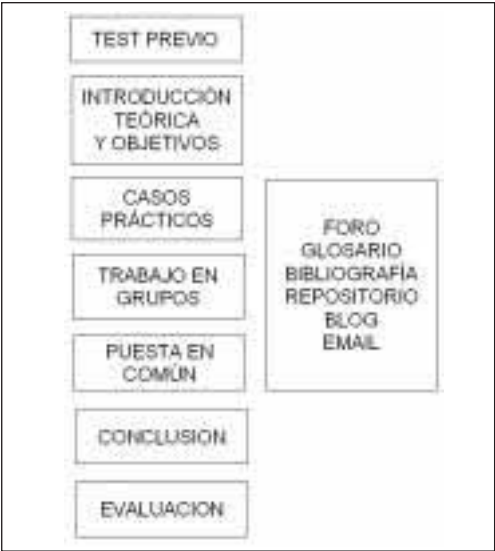 TEST PREVIO
INTRODUCCIÓN
TEÓRICA
Y OBJETIVOS
CASOS
PRÁCTICOS
TRABAJO EN
GRUPOS
PUESTA EN
COMÚN
CONCLUSION
EVALUACION
FORO
GLOSARIO
BIBLIOGRAFÍA
REPOSITORIO
BLOG
EMAIL